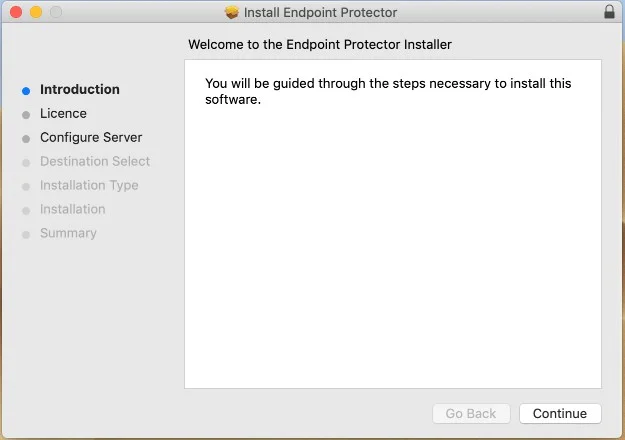 Install Endpoint Protector
Welcome to the Endpoint Protector Installer
Introduction
Licence
Configure Server
Destination Select
Installation Type
Installation
Summary
You will be guided through the steps necessary to install this
software.
Go Back
Continue